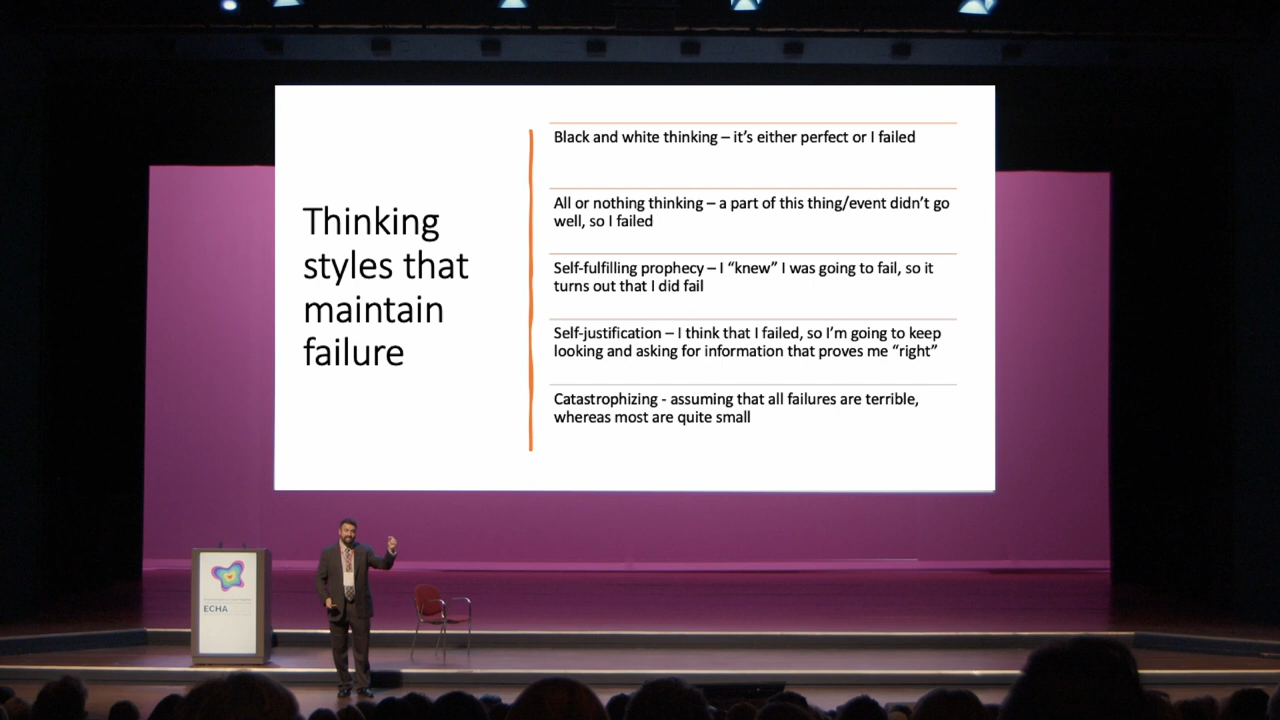 Thinking
styles that
maintain
failure
Black and white thinking – it’s either perfect or I failed
All or nothing thinking – a part of this thing/event didn’t go
well, so I failed
Self-fulfilling prophecy – I “knew” I was going to fail, so it
turns out that I did fail
Self-justification – I think that I failed, so I’m going to keep
looking and asking for information that proves me “right”
Catastrophizing - assuming that all failures are terrible,
whereas most are quite small
ECHA